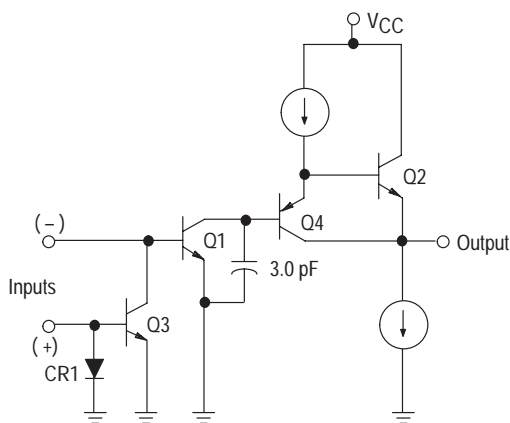 VCC
Q2
Q4
(−)
Q1
Output
3.0 pF
Inputs
Q3
(+)
CR1